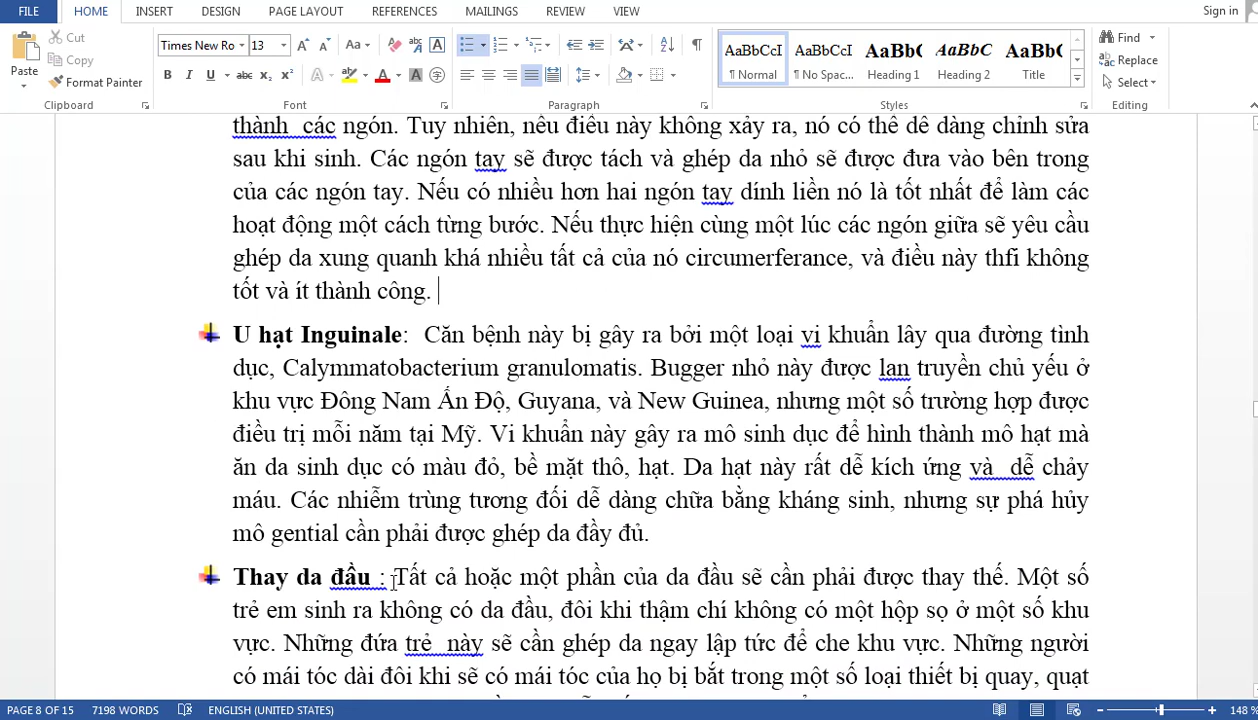 FILE HOME INSERT DESIGN PAGE LAYOUT REFERENCES MAILINGS REVIEW VIEW Sign in
Cut
Copy
Format Painter
Paste
Times New Ro 13
Aa
AaBbCcI AaBbCcI AaBb( AaBbC AaBb(
¶ Normal ¶ No Spac... Heading 1 Heading 2 Title
Find
Replace
Select
Clipboard Font Paragraph Styles Editing
thành các ngón. Tuy nhiên, nếu điều này không xảy ra, nó có thể dễ dàng chỉnh sửa
sau khi sinh. Các ngón tay sẽ được tách và ghép da nhỏ sẽ được đưa vào bên trong
của các ngón tay. Nếu có nhiều hơn hai ngón tay dính liền nó là tốt nhất để làm các
hoạt động một cách từng bước. Nếu thực hiện cùng một lúc các ngón giữa sẽ yêu cầu
ghép da xung quanh khá nhiều tất cả của nó circumerferance, và điều này thfi không
tốt và ít thành công.
U hạt Inguinale: Căn bệnh này bị gây ra bởi một loại vi khuẩn lây qua đường tình
dục, Calymmatobacterium granulomatis. Bugger nhỏ này được lan truyền chủ yếu ở
khu vực Đông Nam Ấn Độ, Guyana, và New Guinea, nhưng một số trường hợp được
điều trị mỗi năm tại Mỹ. Vi khuẩn này gây ra mô sinh dục để hình thành mô hạt mà
ăn da sinh dục có màu đỏ, bề mặt thô, hạt. Da hạt này rất dễ kích ứng và dễ chảy
máu. Các nhiễm trùng tương đối dễ dàng chữa bằng kháng sinh, nhưng sự phá hủy
mô gential cần phải được ghép da đầy đủ.
Thay da đầu : Tất cả hoặc một phần của da đầu sẽ cần phải được thay thế. Một số
trẻ em sinh ra không có da đầu, đôi khi thậm chí không có một hộp sọ ở một số khu
vực. Những đứa trẻ này sẽ cần ghép da ngay lập tức để che khu vực. Những người
có mái tóc dài đôi khi sẽ có mái tóc của họ bị bắt trong một số loại thiết bị quay, quạt
PAGE 8 OF 15 7198 WORDS ENGLISH (UNITED STATES) 148 %